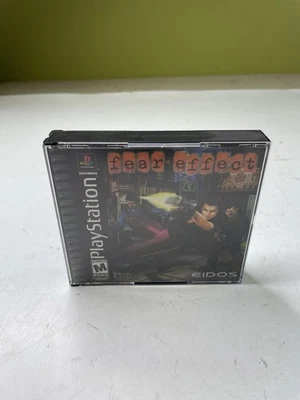 fear effect
PlayStation
M
EIDOS